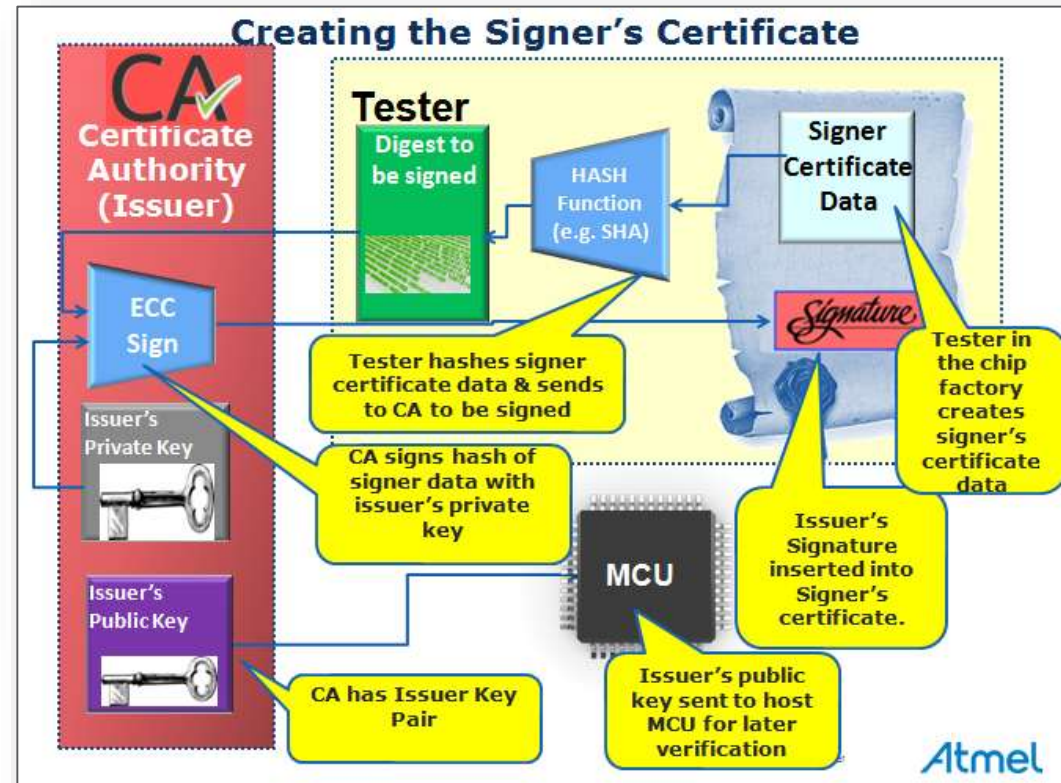 Creating the Signer's Certificate
CA
Certificate
Authority
(Issuer)
Tester
Digest to
be signed
HASH
Function
(e.g. SHA)
Signer
Certificate
Data
ECC
Sign
Signature
Tester hashes signer
certificate data & sends
to CA to be signed
Tester in
the chip
factory
creates
signer's
certificate
data
Issuer's
Private Key
CA signs hash of
signer data with
issuer's private
key
Issuer's
Signature
inserted into
Signer's
certificate.
MCU
Issuer's
Public Key
CA has Issuer Key
Pair
Issuer's public
key sent to host
MCU for later
verification
Atmel